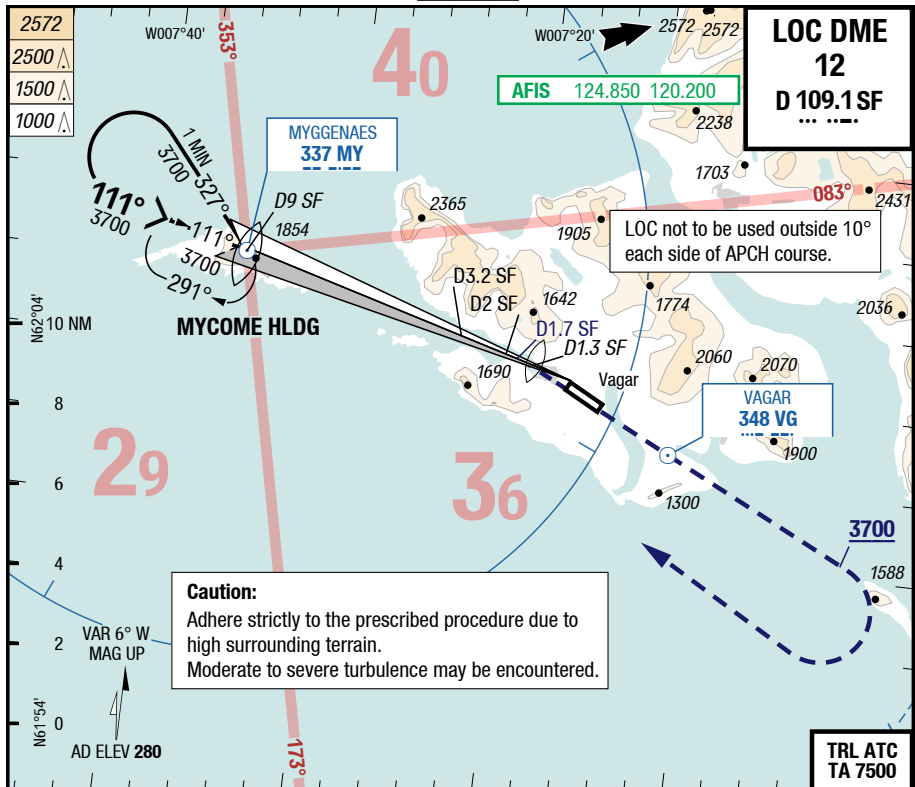 2572
2500
1500
1000
W007°40'
353°
40
W007°20'
2572 2572
LOC DME
12
D 109.1 SF
AFIS 124.850 120.200
2238
1703
083°
2431
MYGGENAES
337 MY
1 MIN
3700
327°
111°
3700
111°
3700
291°
D9 SF
1854
MYCOME HLDG
2365
1905
LOC not to be used outside 10°
each side of APCH course.
D3.2 SF
D2 SF
1642
D1.7 SF
D1.3 SF
1774
2036
N62°04'
10 NM
1690
Vagar
2060
2070
8
VAGAR
348 VG
29
36
1900
6
1300
3700
4
Caution:
Adhere strictly to the prescribed procedure due to
high surrounding terrain.
Moderate to severe turbulence may be encountered.
1588
VAR 6° W
MAG UP
2
N61°54'
0
AD ELEV 280
173°
TRL ATC
TA 7500